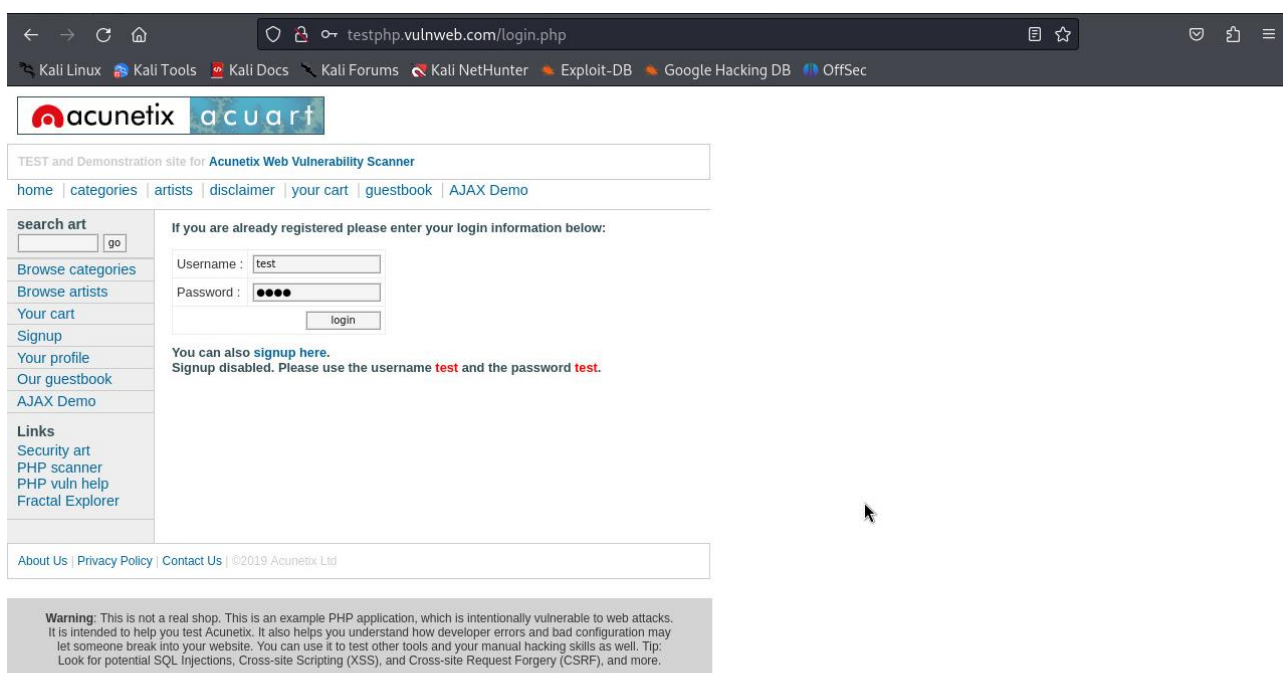 testphp.vulnweb.com/login.php
Kali Linux Kali Tools Kali Docs Kali Forums Kali NetHunter Exploit-DB Google Hacking DB OffSec
acunetix acuart
TEST and Demonstration site for Acunetix Web Vulnerability Scanner
home | categories | artists | disclaimer | your cart | guestbook | AJAX Demo
search art
go
Browse categories
Browse artists
Your cart
Signup
Your profile
Our guestbook
AJAX Demo
Links
Security art
PHP scanner
PHP vuln help
Fractal Explorer
If you are already registered please enter your login information below:
Username : test
Password : ●●●●
login
You can also signup here.
Signup disabled. Please use the username test and the password test.
About Us | Privacy Policy | Contact Us | ©2019 Acunetix Ltd
Warning: This is not a real shop. This is an example PHP application, which is intentionally vulnerable to web attacks.
It is intended to help you test Acunetix. It also helps you understand how developer errors and bad configuration may
let someone break into your website. You can use it to test other tools and your manual hacking skills as well. Tip:
Look for potential SQL Injections, Cross-site Scripting (XSS), and Cross-site Request Forgery (CSRF), and more.